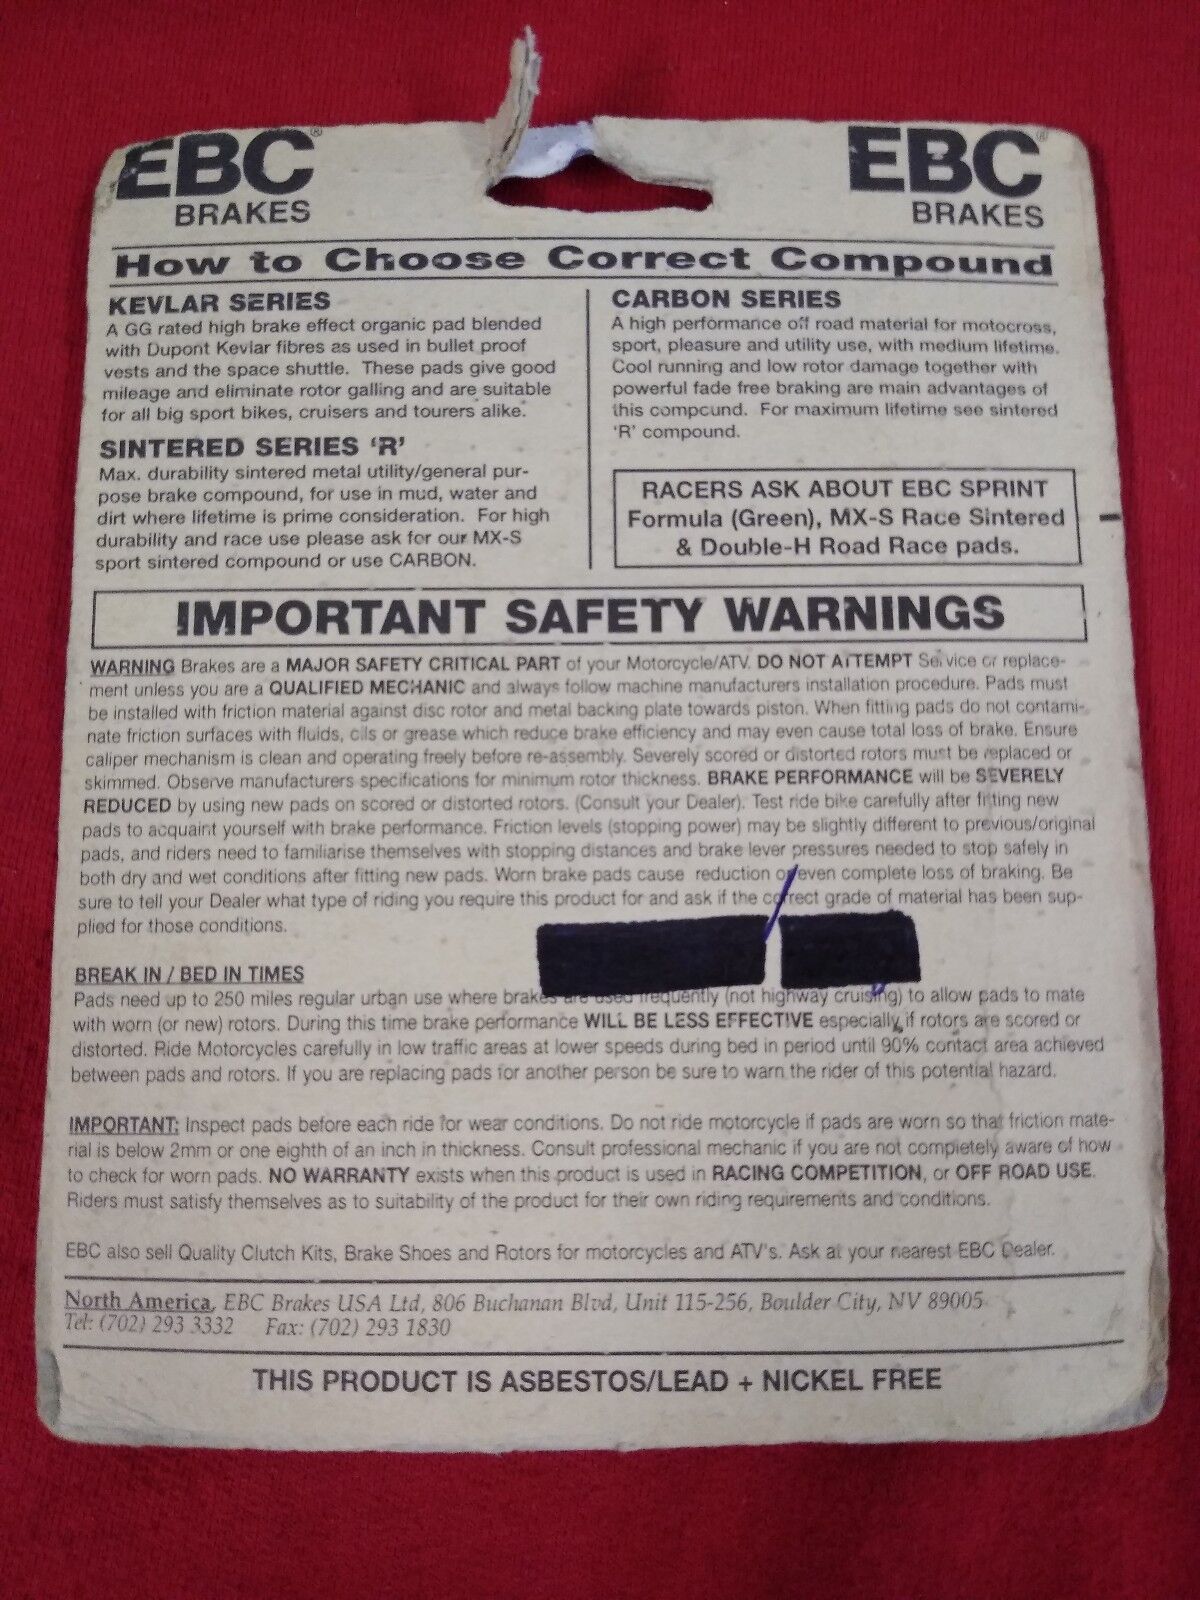 EBC® EBC®
BRAKES BRAKES
How to Choose Correct Compound
KEVLAR SERIES
A GG rated high brake effect organic pad blended
with Dupont Kevlar fibres as used in bullet proof
vests and the space shuttle. These pads give good
mileage and eliminate rotor galling and are suitable
for all big sport bikes, cruisers and tourers alike.
SINTERED SERIES ‘R’
Max. durability sintered metal utility/general pur-
pose brake compound, for use in mud, water and
dirt where lifetime is prime consideration. For high
durability and race use please ask for our MX-S
sport sintered compound or use CARBON.
CARBON SERIES
A high performance off road material for motocross,
sport, pleasure and utility use, with medium lifetime.
Cool running and low rotor damage together with
powerful fade free braking are main advantages of
this compound. For maximum lifetime see sintered
‘R’ compound.
RACERS ASK ABOUT EBC SPRINT
Formula (Green), MX-S Race Sintered
& Double-H Road Race pads.
IMPORTANT SAFETY WARNINGS
WARNING Brakes are a MAJOR SAFETY CRITICAL PART of your Motorcycle/ATV. DO NOT ATTEMPT Service or replace-
ment unless you are a QUALIFIED MECHANIC and always follow machine manufacturers installation procedure. Pads must
be installed with friction material against disc rotor and metal backing plate towards piston. When fitting pads do not contami-
nate friction surfaces with fluids, oils or grease which reduce brake efficiency and may even cause total loss of brake. Ensure
caliper mechanism is clean and operating freely before re-assembly. Severely scored or distorted rotors must be replaced or
skimmed. Observe manufacturers specifications for minimum rotor thickness. BRAKE PERFORMANCE will be SEVERELY
REDUCED by using new pads on scored or distorted rotors. (Consult your Dealer). Test ride bike carefully after fitting new
pads to acquaint yourself with brake performance. Friction levels (stopping power) may be slightly different to previous/original
pads, and riders need to familiarise themselves with stopping distances and brake lever pressures needed to stop safely in
both dry and wet conditions after fitting new pads. Worn brake pads cause reduction or even complete loss of braking. Be
sure to tell your Dealer what type of riding you require this product for and ask if the correct grade of material has been sup-
plied for those conditions.
BREAK IN / BED IN TIMES
Pads need up to 250 miles regular urban use where brakes are used frequently (not highway cruising) to allow pads to mate
with worn (or new) rotors. During this time brake performance WILL BE LESS EFFECTIVE especially if rotors are scored or
distorted. Ride Motorcycles carefully in low traffic areas at lower speeds during bed in period until 90% contact area achieved
between pads and rotors. If you are replacing pads for another person be sure to warn the rider of this potential hazard.
IMPORTANT: Inspect pads before each ride for wear conditions. Do not ride motorcycle if pads are worn so that friction mate-
rial is below 2mm or one eighth of an inch in thickness. Consult professional mechanic if you are not completely aware of how
to check for worn pads. NO WARRANTY exists when this product is used in RACING COMPETITION, or OFF ROAD USE.
Riders must satisfy themselves as to suitability of the product for their own riding requirements and conditions.
EBC also sell Quality Clutch Kits, Brake Shoes and Rotors for motorcycles and ATV's. Ask at your nearest EBC Dealer.
North America, EBC Brakes USA Ltd, 806 Buchanan Blvd, Unit 115-256, Boulder City, NV 89005
Tel: (702) 293 3332 Fax: (702) 293 1830
THIS PRODUCT IS ASBESTOS/LEAD + NICKEL FREE